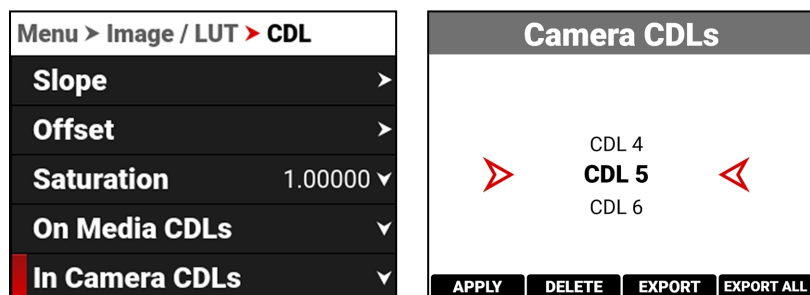 Menu > Image / LUT > CDL
Slope
Offset
Saturation 1.00000
On Media CDLs
In Camera CDLs
Camera CDLs
CDL 4
CDL 5
CDL 6
APPLY DELETE EXPORT EXPORT ALL